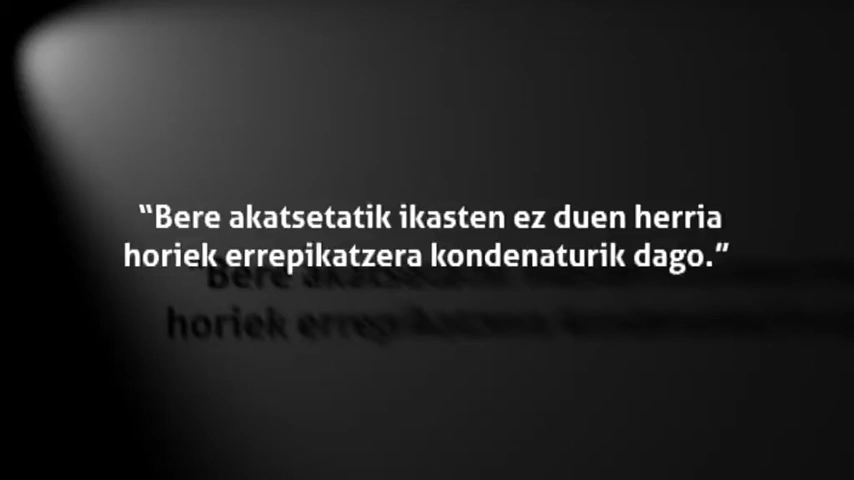 “Bere akatsetatik ikasten ez duen herria
horiek errepikatzera kondenaturik dago.”